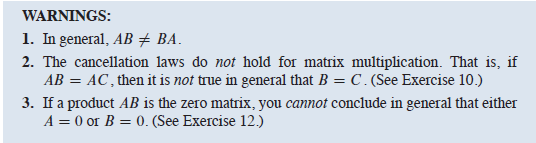 WARNINGS:
1. In general, AB ≠ BA.
2. The cancellation laws do not hold for matrix multiplication. That is, if
AB = AC, then it is not true in general that B = C. (See Exercise 10.)
3. If a product AB is the zero matrix, you cannot conclude in general that either
A = 0 or B = 0. (See Exercise 12.)